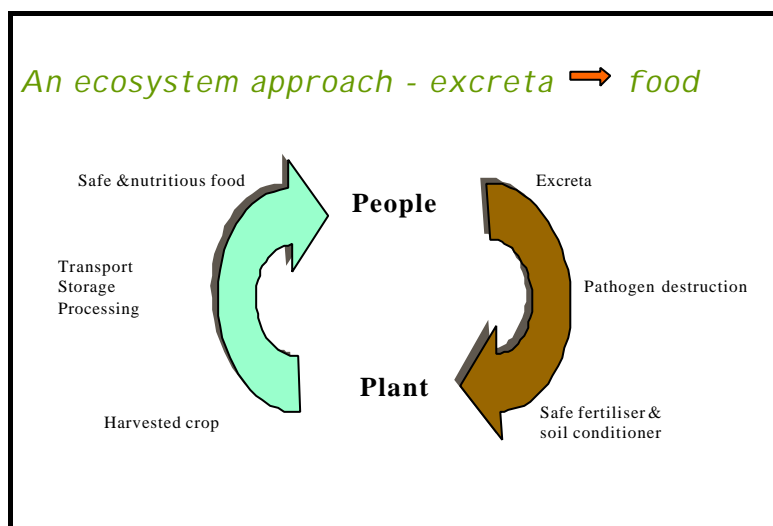 An ecosystem approach - excreta food
Safe &nutritious food
People
Excreta
Transport
Storage
Processing
Pathogen destruction
Plant
Harvested crop
Safe fertiliser &
soil conditioner